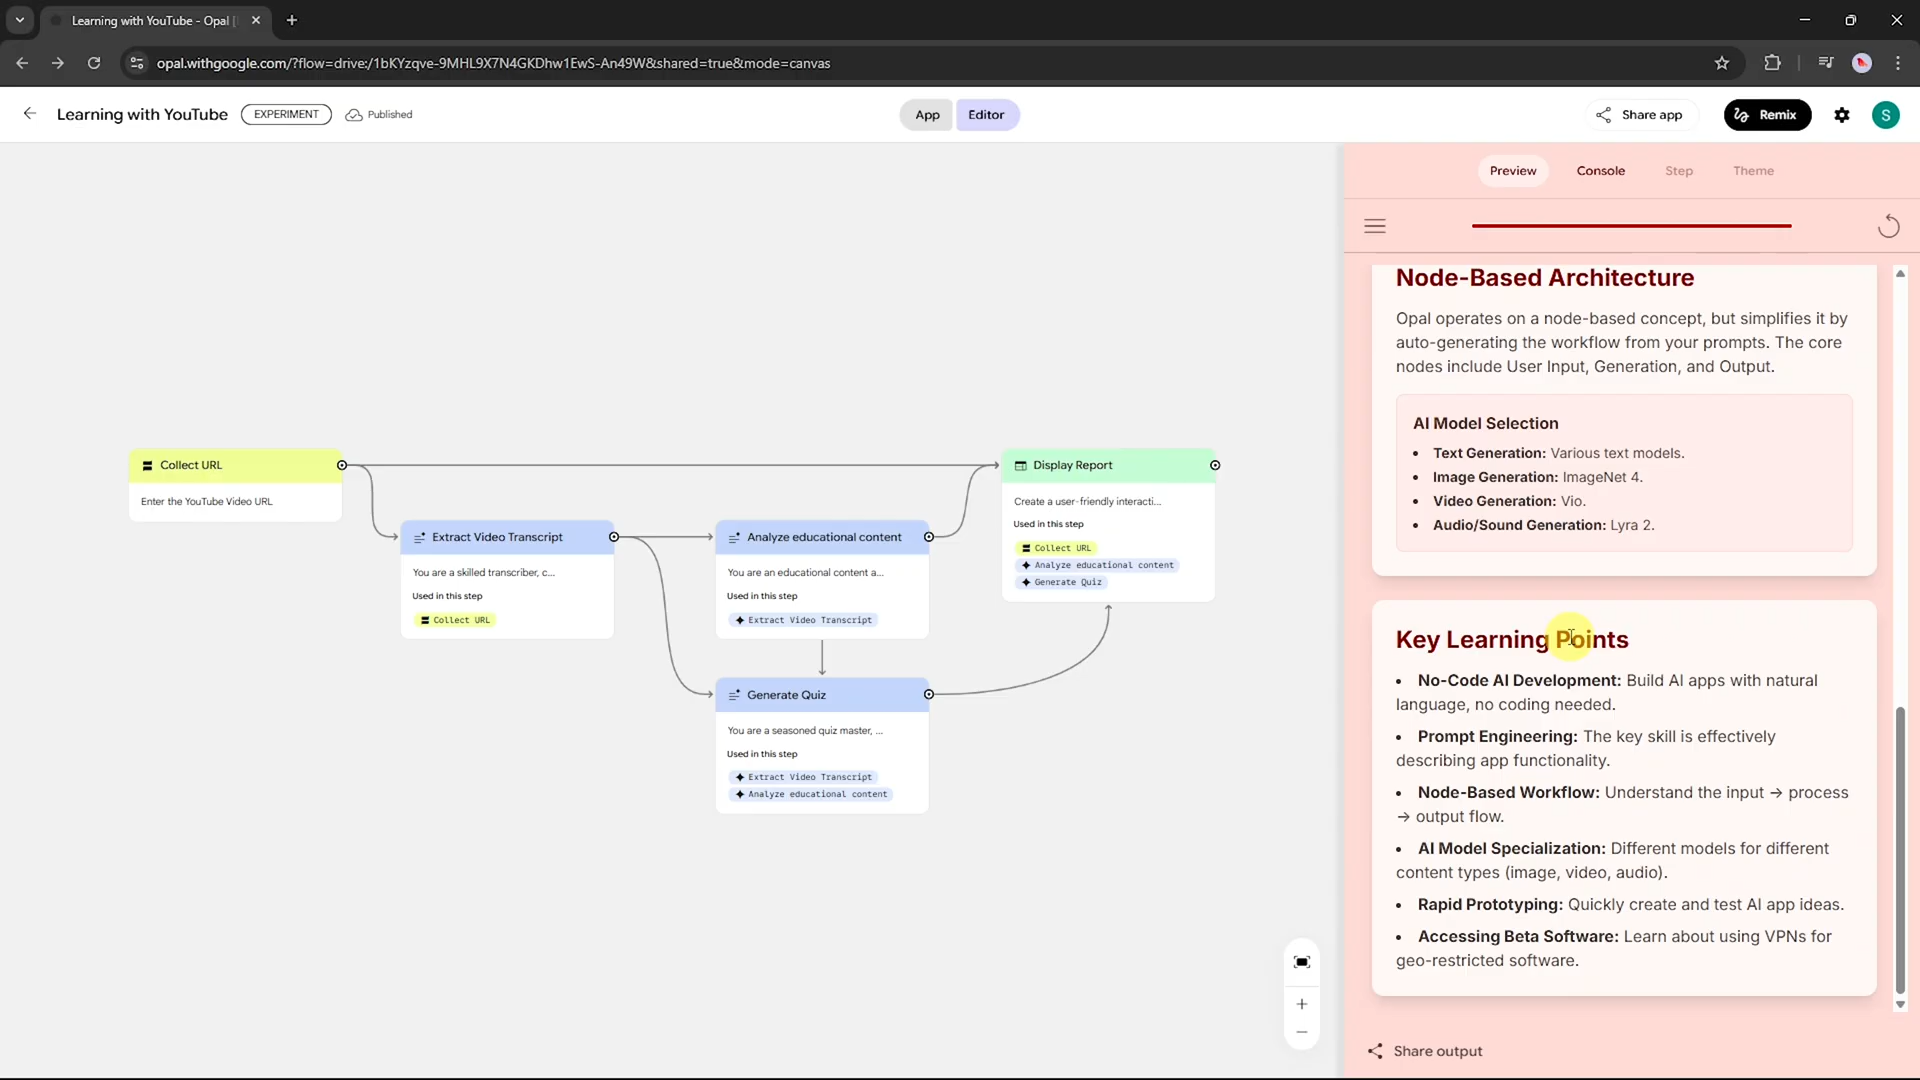 Learning with YouTube - Opal [
opal.withgoogle.com/?flow=drive:/1bKYzqve-9MHL9X7N4GKDhw1EwS-An49W&shared=true&mode=canvas
Learning with YouTube
EXPERIMENT
Published
App
Editor
Share app
Remix
S
Collect URL
Enter the YouTube Video URL
Extract Video Transcript
You are a skilled transcriber, c...
Used in this step
Collect URL
Analyze educational content
You are an educational content a...
Used in this step
Extract Video Transcript
Generate Quiz
You are a seasoned quiz master, ...
Used in this step
Extract Video Transcript
Analyze educational content
Display Report
Create a user-friendly interacti...
Used in this step
Collect URL
Analyze educational content
Generate Quiz
Preview
Console
Step
Theme
Node-Based Architecture
Opal operates on a node-based concept, but simplifies it by
auto-generating the workflow from your prompts. The core
nodes include User Input, Generation, and Output.
AI Model Selection
• Text Generation: Various text models.
• Image Generation: ImageNet 4.
• Video Generation: Vio.
• Audio/Sound Generation: Lyra 2.
Key Learning Points
• No-Code AI Development: Build AI apps with natural
language, no coding needed.
• Prompt Engineering: The key skill is effectively
describing app functionality.
• Node-Based Workflow: Understand the input → process
→ output flow.
• AI Model Specialization: Different models for different
content types (image, video, audio).
• Rapid Prototyping: Quickly create and test AI app ideas.
• Accessing Beta Software: Learn about using VPNs for
geo-restricted software.
Share output